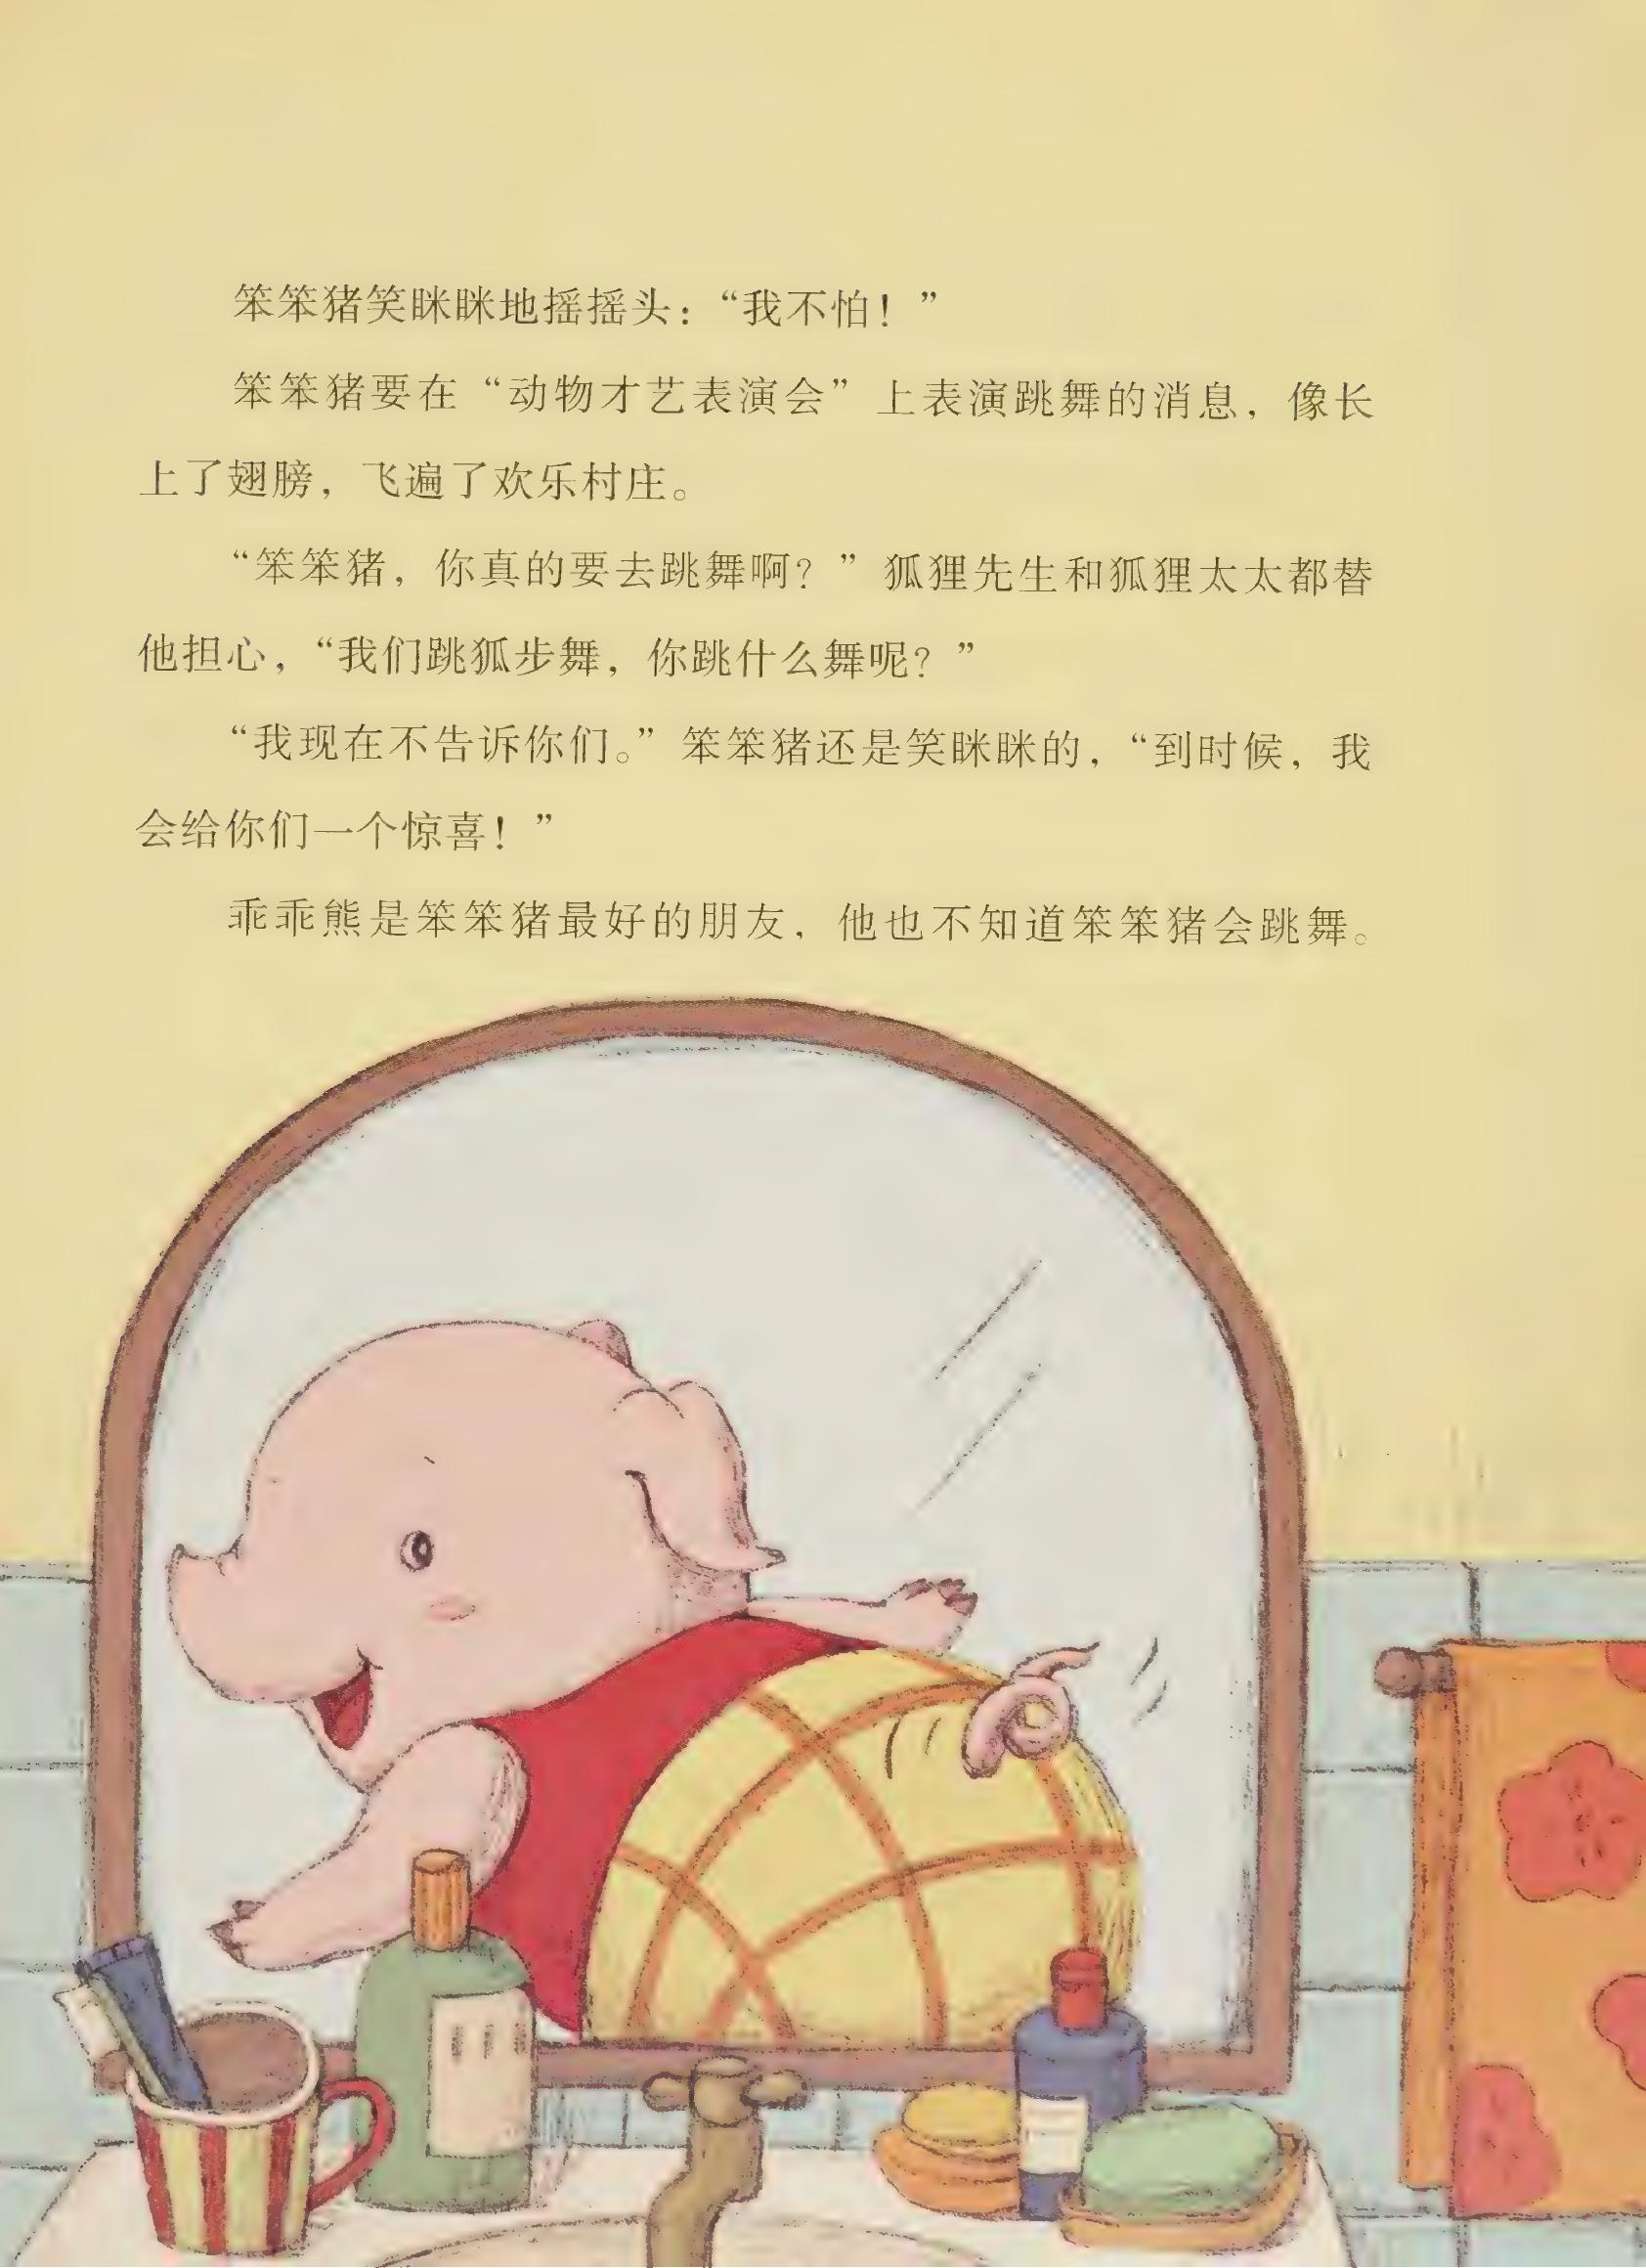 笨笨猪笑眯眯地摇摇头：“我不怕！”
笨笨猪要在“动物才艺表演会”上表演跳舞的消息，像长
上了翅膀，飞遍了欢乐村庄。
“笨笨猪，你真的要去跳舞啊？”狐狸先生和狐狸太太都替
他担心，“我们跳狐步舞，你跳什么舞呢？”
“我现在不告诉你们。”笨笨猪还是笑眯眯的，“到时候，我
会给你们一个惊喜！”
乖乖熊是笨笨猪最好的朋友，他也不知道笨笨猪会跳舞。